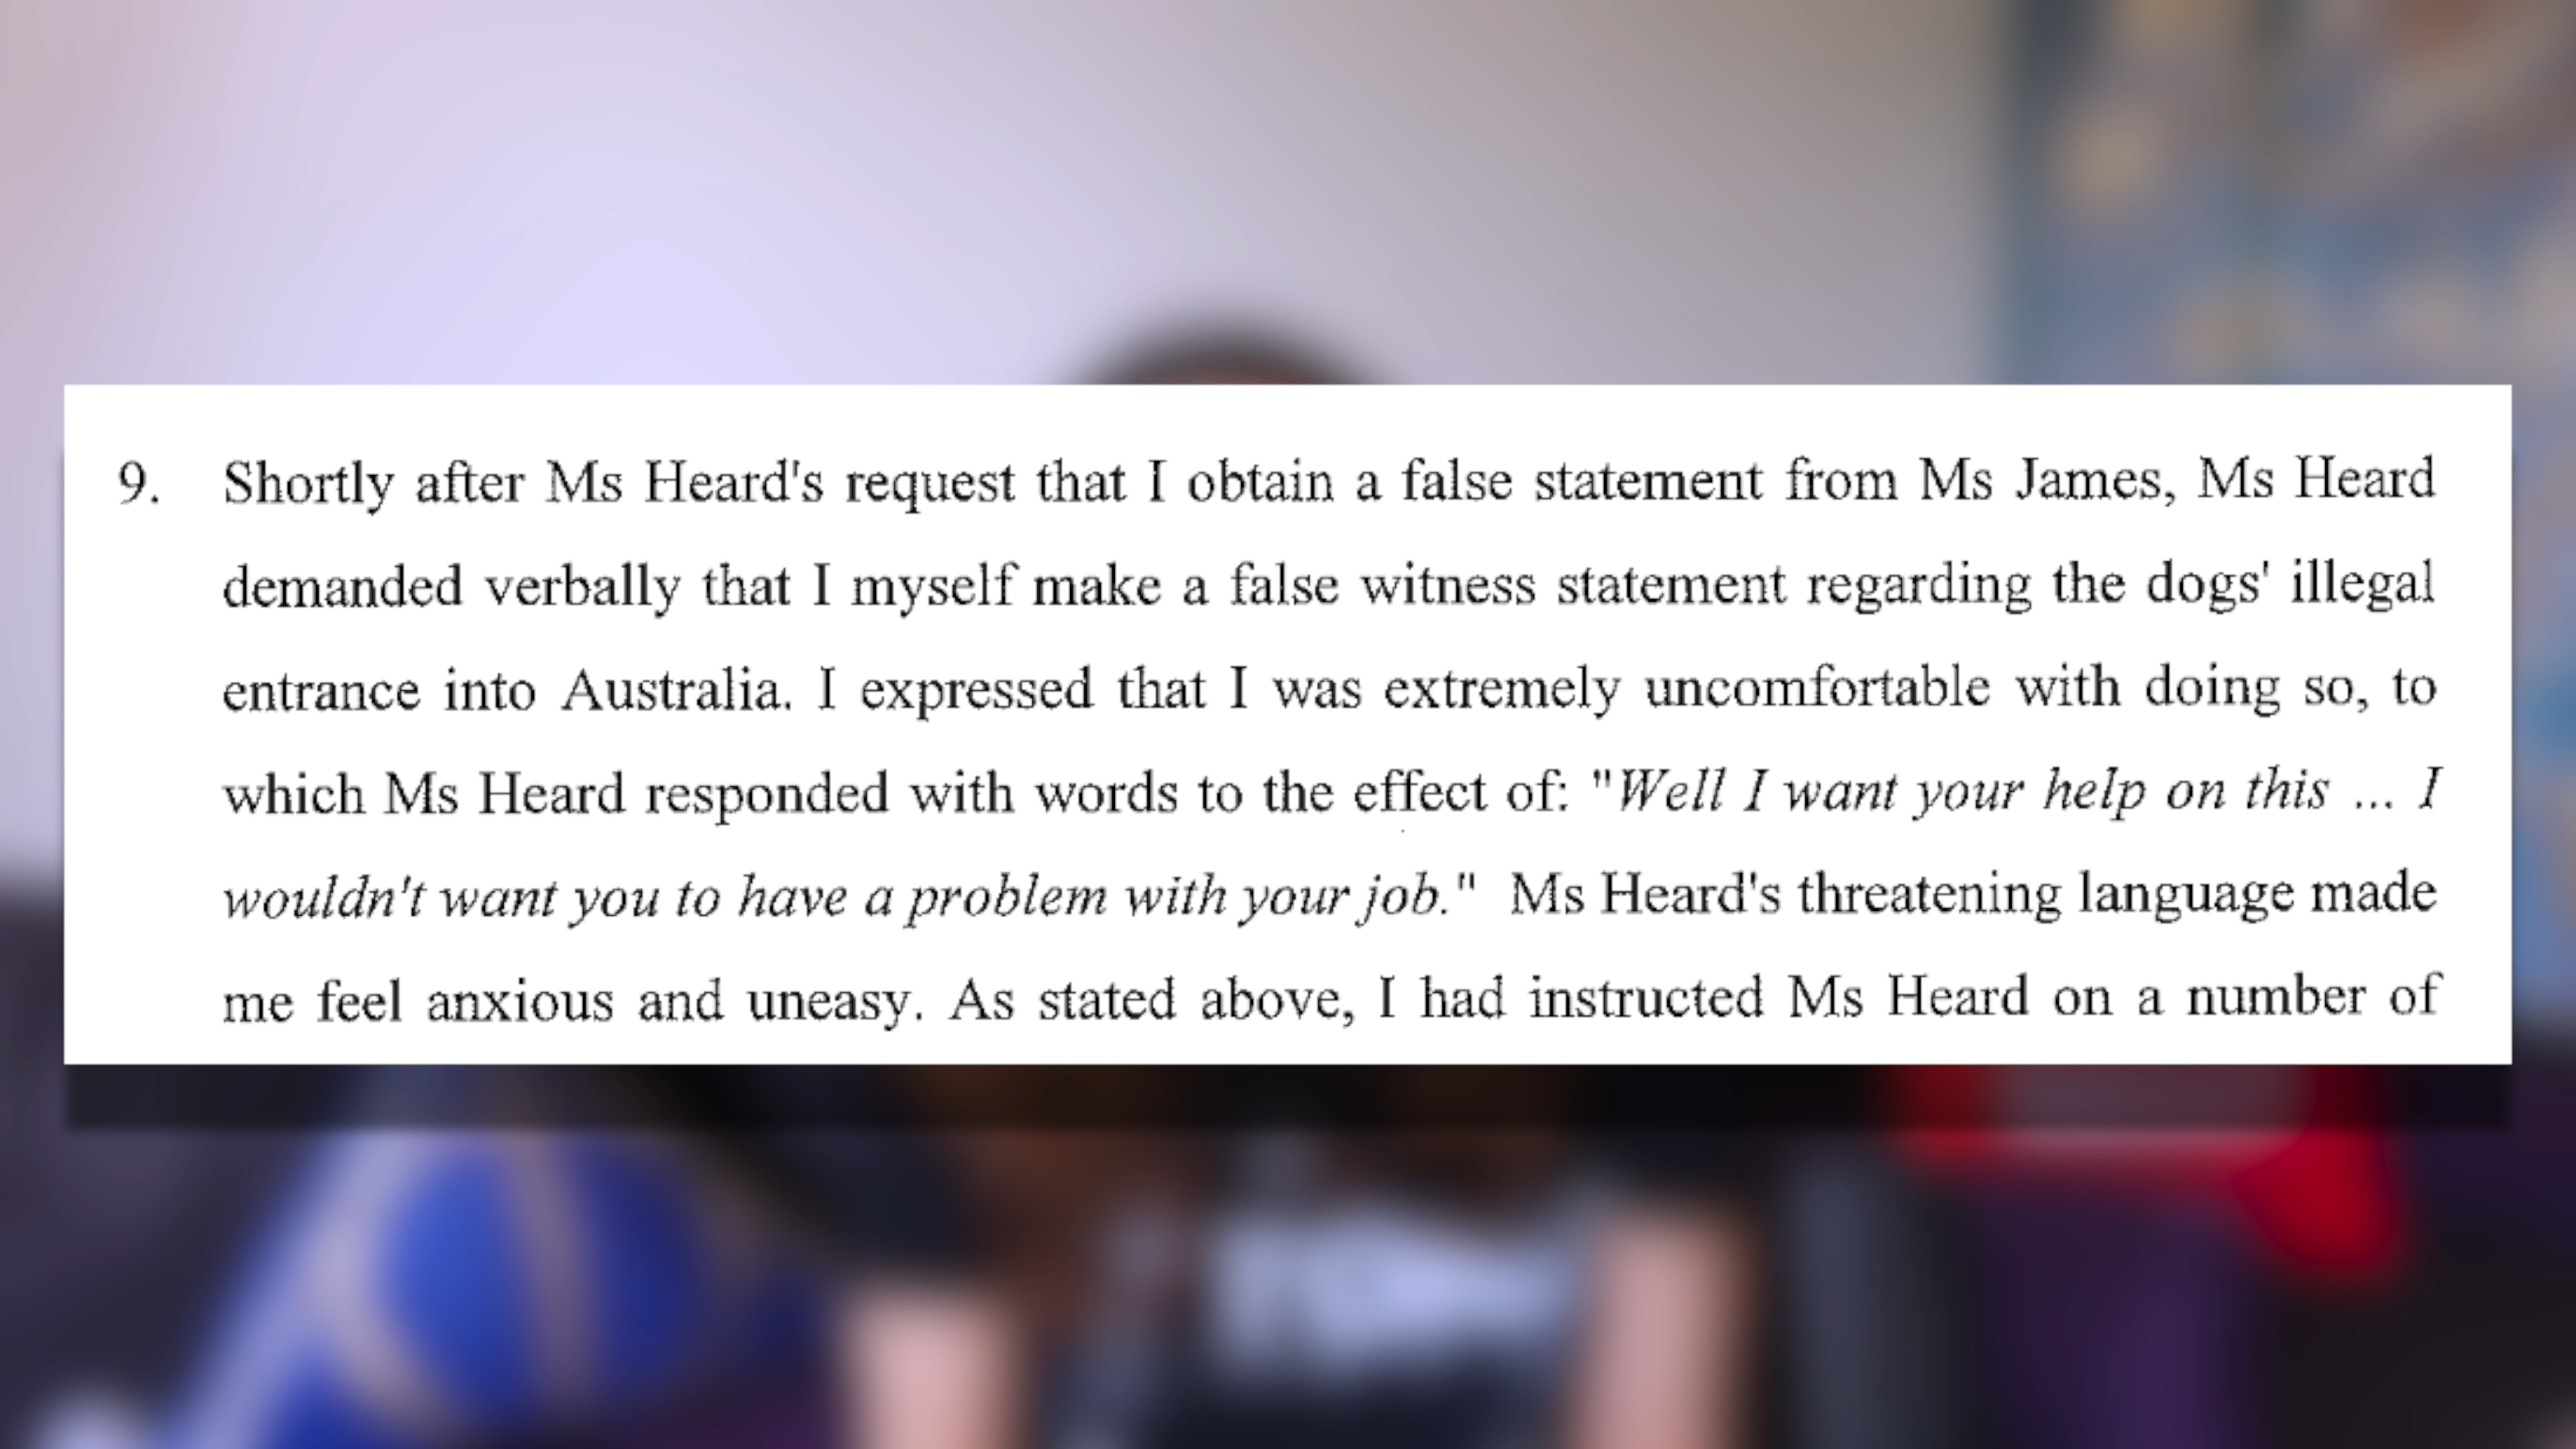 9. Shortly after Ms Heard's request that I obtain a false statement from Ms James, Ms Heard
demanded verbally that I myself make a false witness statement regarding the dogs' illegal
entrance into Australia. I expressed that I was extremely uncomfortable with doing so, to
which Ms Heard responded with words to the effect of: "Well I want your help on this ... I
wouldn't want you to have a problem with your job." Ms Heard's threatening language made
me feel anxious and uneasy. As stated above, I had instructed Ms Heard on a number of